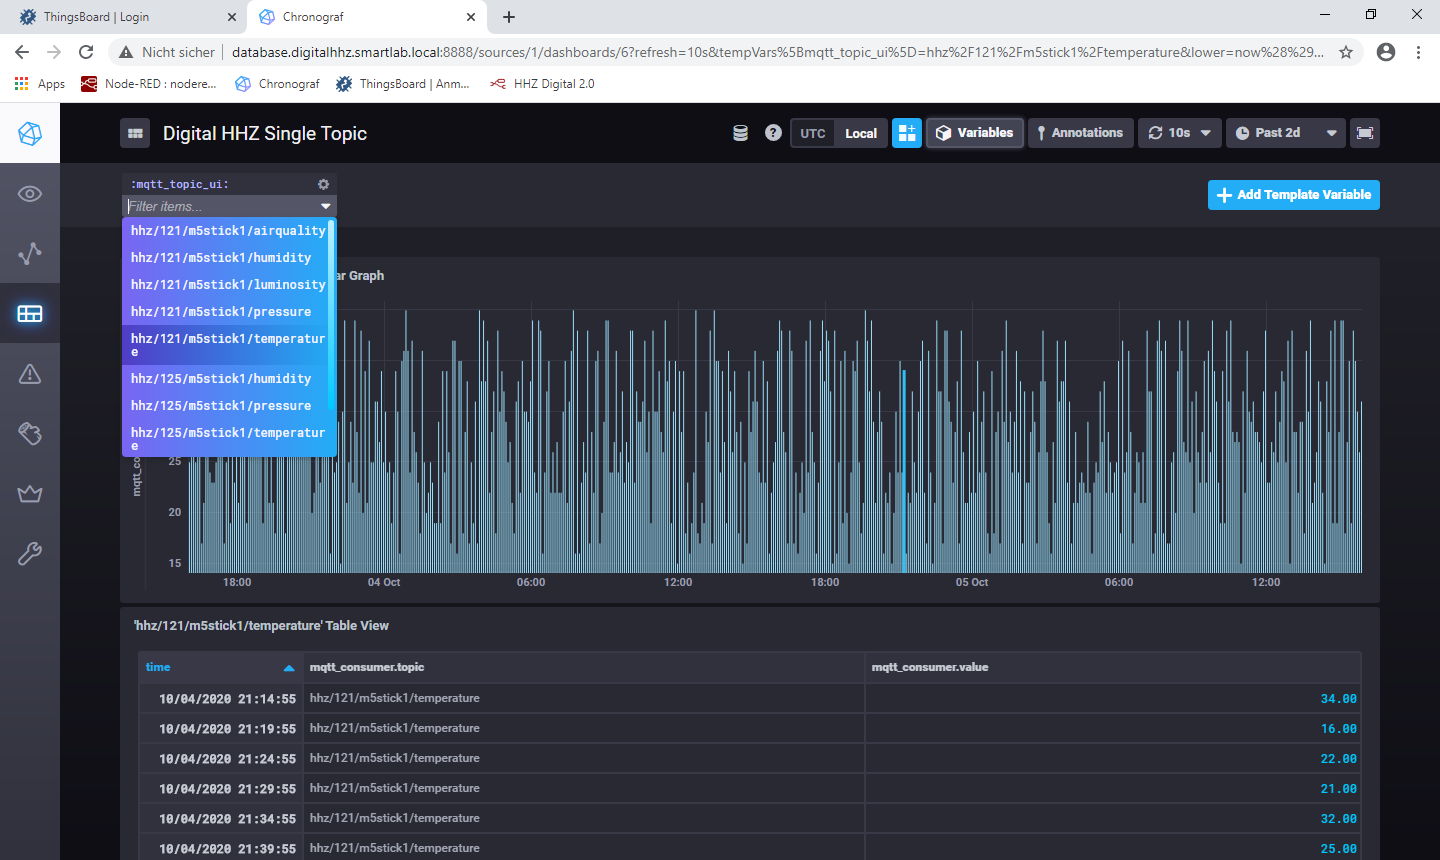 ThingsBoard | Login
Chronograf
Nicht sicher
database.digitalhhz.smartlab.local:8888/sources/1/dashboards/6?refresh=10s&tempVars%5Bmqtt_topic_ui%5D=hhz%2F121%2Fm5stick1%2Ftemperature&lower=now%28%29...
Apps
Node-RED : nodere...
Chronograf
ThingsBoard | Anm...
HHZ Digital 2.0
Digital HHZ Single Topic
UTC
Local
Variables
Annotations
10s
Past 2d
:mqtt_topic_ui:
Filter items...
Add Template Variable
hhz/121/m5stick1/airquality
hhz/121/m5stick1/humidity
hhz/121/m5stick1/luminosity
hhz/121/m5stick1/pressure
hhz/121/m5stick1/temperatur
e
hhz/125/m5stick1/humidity
hhz/125/m5stick1/pressure
hhz/125/m5stick1/temperatur
e
ar Graph
mqtt_co
25
20
15
18:00
04 Oct
06:00
12:00
18:00
05 Oct
06:00
12:00
'hhz/121/m5stick1/temperature' Table View
time
mqtt_consumer.topic
mqtt_consumer.value
10/04/2020 21:14:55
hhz/121/m5stick1/temperature
34.00
10/04/2020 21:19:55
hhz/121/m5stick1/temperature
16.00
10/04/2020 21:24:55
hhz/121/m5stick1/temperature
22.00
10/04/2020 21:29:55
hhz/121/m5stick1/temperature
21.00
10/04/2020 21:34:55
hhz/121/m5stick1/temperature
32.00
10/04/2020 21:39:55
hhz/121/m5stick1/temperature
25.00